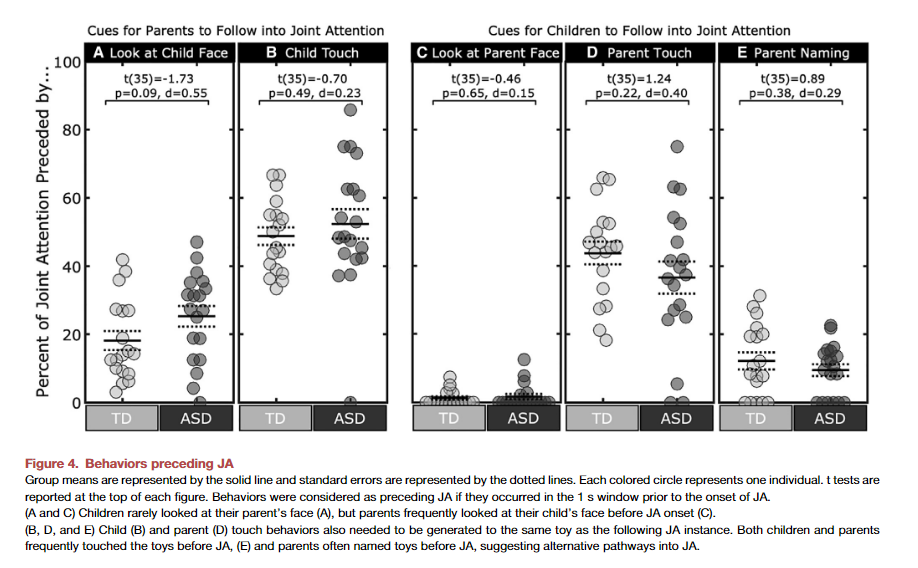 Cues for Parents to Follow into Joint Attention
Cues for Children to Follow into Joint Attention
A Look at Child Face
B Child Touch
C Look at Parent Face
D Parent Touch
E Parent Naming
Percent of Joint Attention Preceded by...
100
80
60
40
20
0
t(35)=-1.73
p=0.09, d=0.55
t(35)=-0.70
p=0.49, d=0.23
t(35)=-0.46
p=0.65, d=0.15
t(35)=1.24
p=0.22, d=0.40
t(35)=0.89
p=0.38, d=0.29
TD
ASD
TD
ASD
TD
ASD
TD
ASD
TD
ASD
Figure 4. Behaviors preceding JA
Group means are represented by the solid line and standard errors are represented by the dotted lines. Each colored circle represents one individual. t tests are
reported at the top of each figure. Behaviors were considered as preceding JA if they occurred in the 1 s window prior to the onset of JA.
(A and C) Children rarely looked at their parent's face (A), but parents frequently looked at their child's face before JA onset (C).
(B, D, and E) Child (B) and parent (D) touch behaviors also needed to be generated to the same toy as the following JA instance. Both children and parents
frequently touched the toys before JA, (E) and parents often named toys before JA, suggesting alternative pathways into JA.